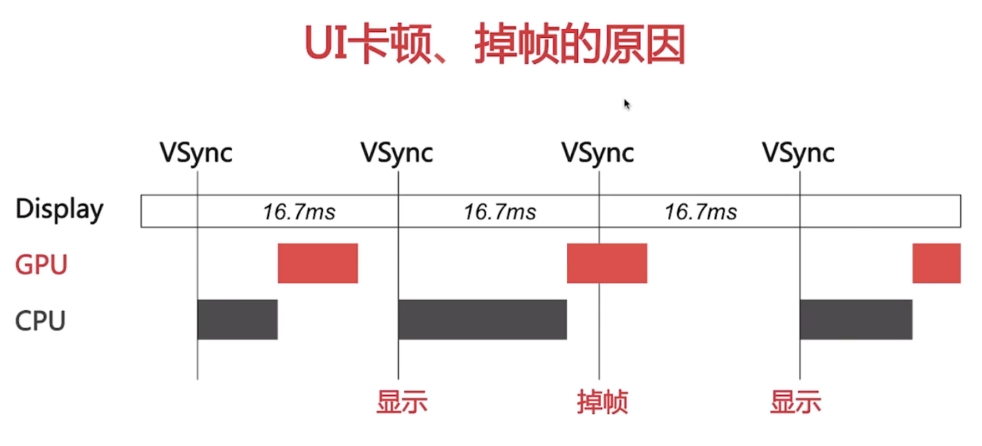 UI卡顿、掉帧的原因
VSync VSync VSync VSync
Display 16.7ms 16.7ms 16.7ms
GPU
CPU
显示 掉帧 显示